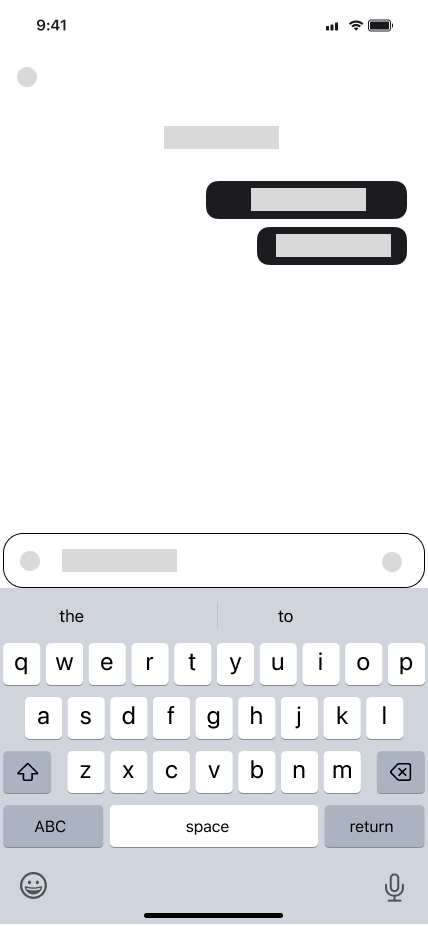 9:41
the to
q w e r t y u i o p
a s d f g h j k l
z x c v b n m
ABC space return